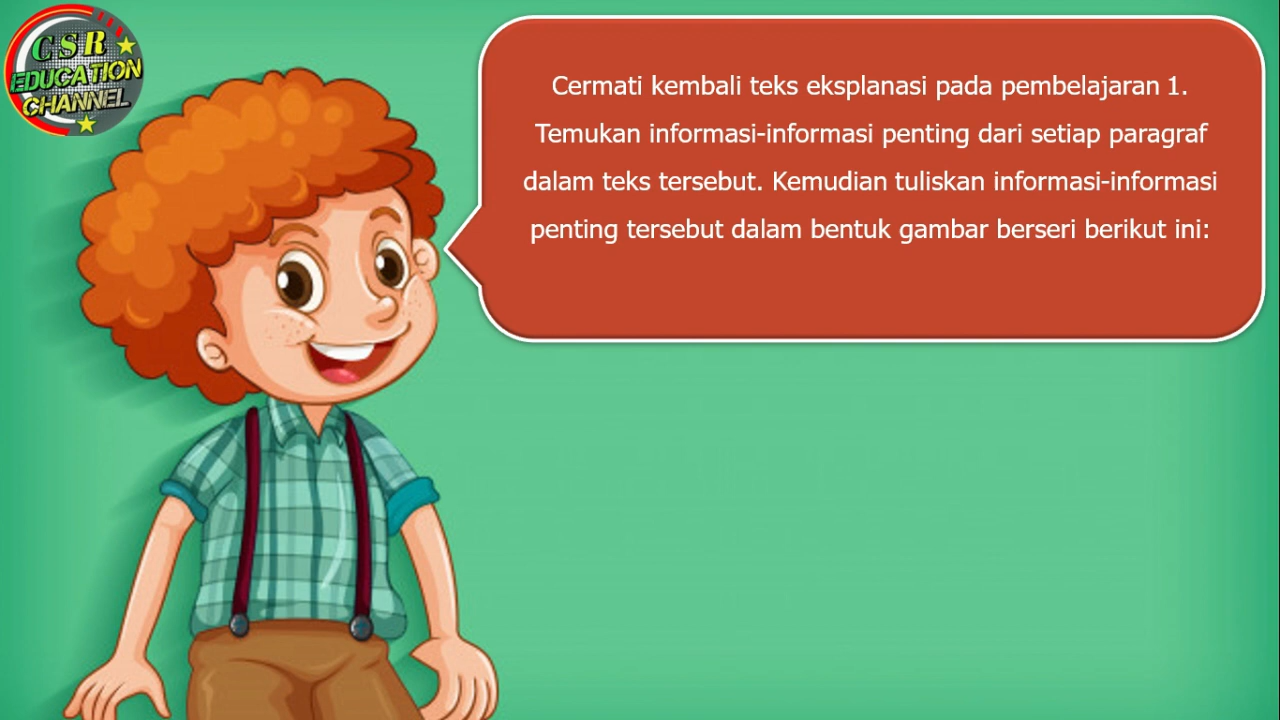 CSR
EDUCATION
CHANNEL
Cermati kembali teks eksplanasi pada pembelajaran 1.
Temukan informasi-informasi penting dari setiap paragraf
dalam teks tersebut. Kemudian tuliskan informasi-informasi
penting tersebut dalam bentuk gambar berseri berikut ini: